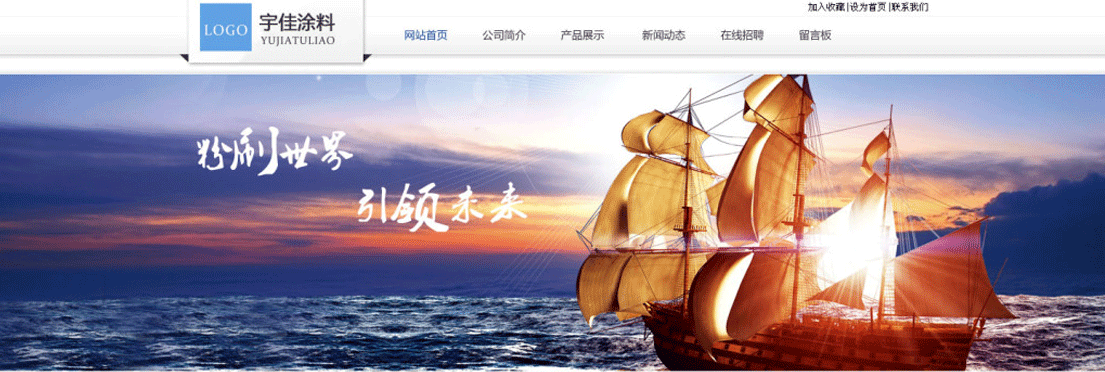 加入收藏 | 设为首页 | 联系我们
LOGO 宇佳涂料
YUJIATULIAO
网站首页 公司简介 产品展示 新闻动态 在线招聘 留言板
粉刷世界
引领未来